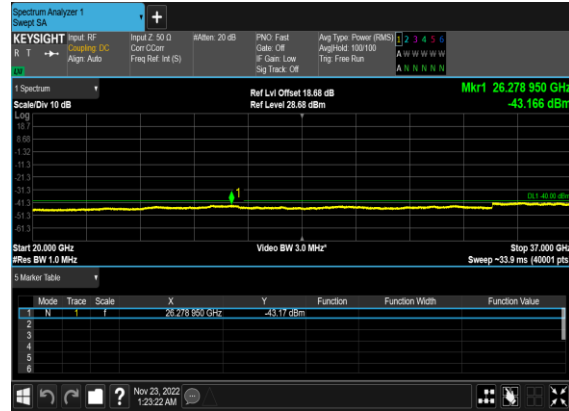 Spectrum Analyzer 1
Swept SA
+
KEYSIGHT
R T
LXI
Input: RF
Coupling: DC
Align: Auto
Input Z: 50 Ω
Corr CCorr
Freq Ref: Int (S)
#Atten: 20 dB
PNO: Fast
Gate: Off
IF Gain: Low
Sig Track: Off
Avg Type: Power (RMS)
Avg|Hold: 100/100
Trig: Free Run
1 2 3 4 5 6
A W W W W W
A N N N N N
1 Spectrum
Scale/Div 10 dB
Ref Lvl Offset 18.68 dB
Ref Level 28.68 dBm
Mkr1 26.278 950 GHz
-43.166 dBm
Log
18.7
8.68
-1.32
-11.3
-21.3
-31.3
-41.3
-51.3
-61.3
1
DL1 -40.00 dBm
Start 20.000 GHz
#Res BW 1.0 MHz
Video BW 3.0 MHz*
Stop 37.000 GHz
Sweep ~33.9 ms (40001 pts)
5 Marker Table
Mode Trace Scale X Y Function Function Width Function Value
1 N 1 f 26.278 950 GHz -43.17 dBm
2
3
4
5
6
?
Nov 23, 2022
1:23:22 AM